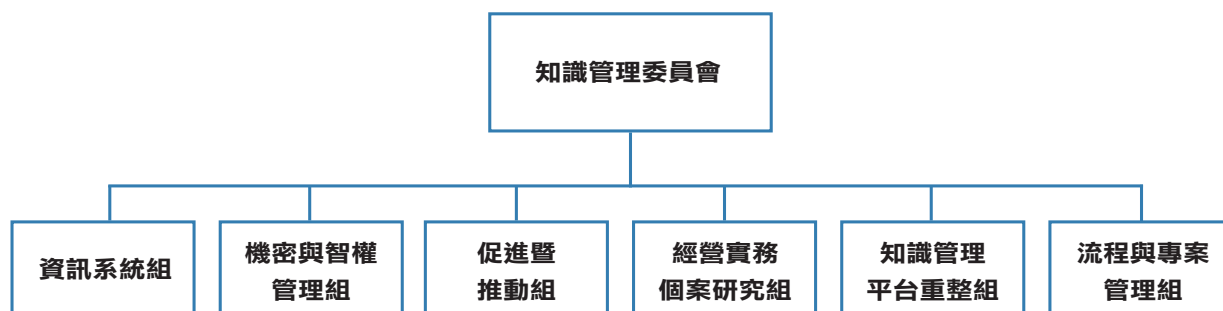 知識管理委員會
資訊系統組
機密與智權
管理組
促進暨
推動組
經營實務
個案研究組
知識管理
平台重整組
流程與專案
管理組